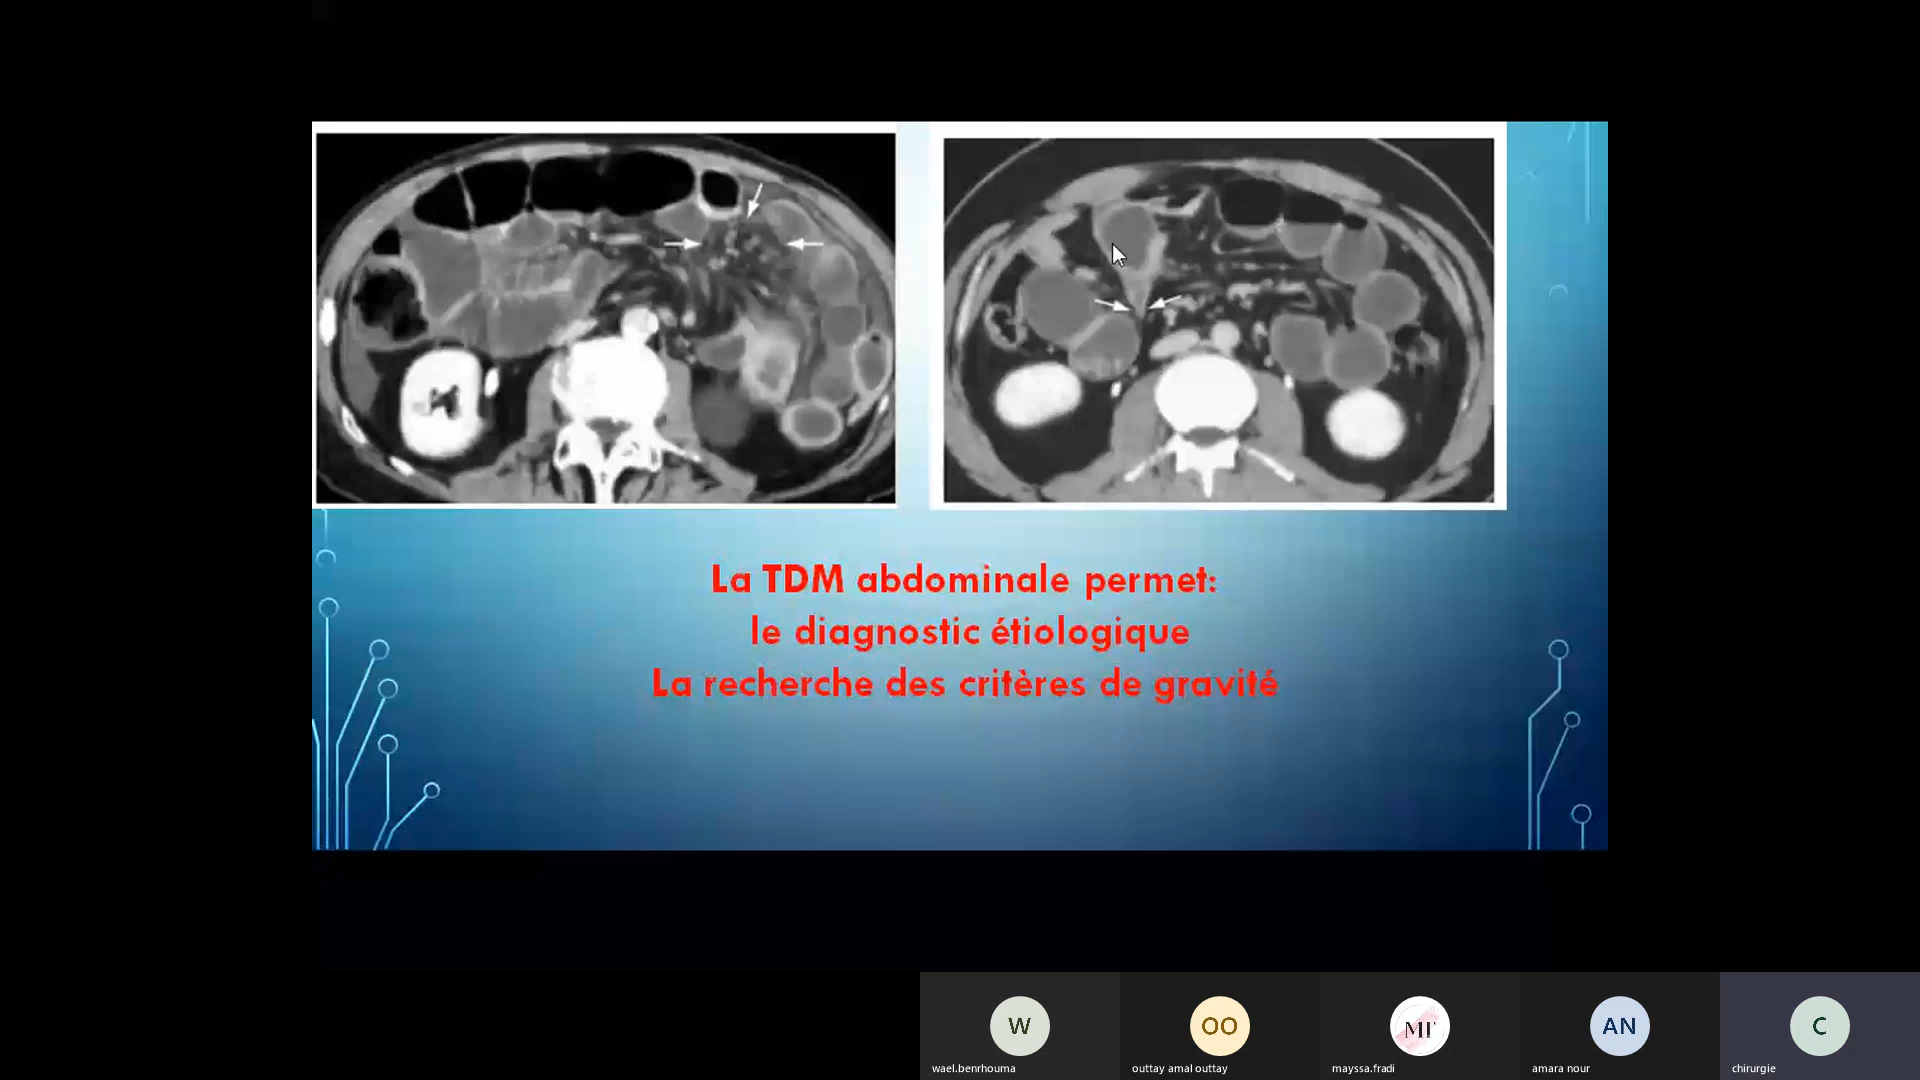 La TDM abdominale permet:
le diagnostic étiologique
La recherche des critères de gravité
W
OO
MF
AN
C
wael.benrhouma
outtay amal outtay
mayssa.fradi
amara nour
chirurgie